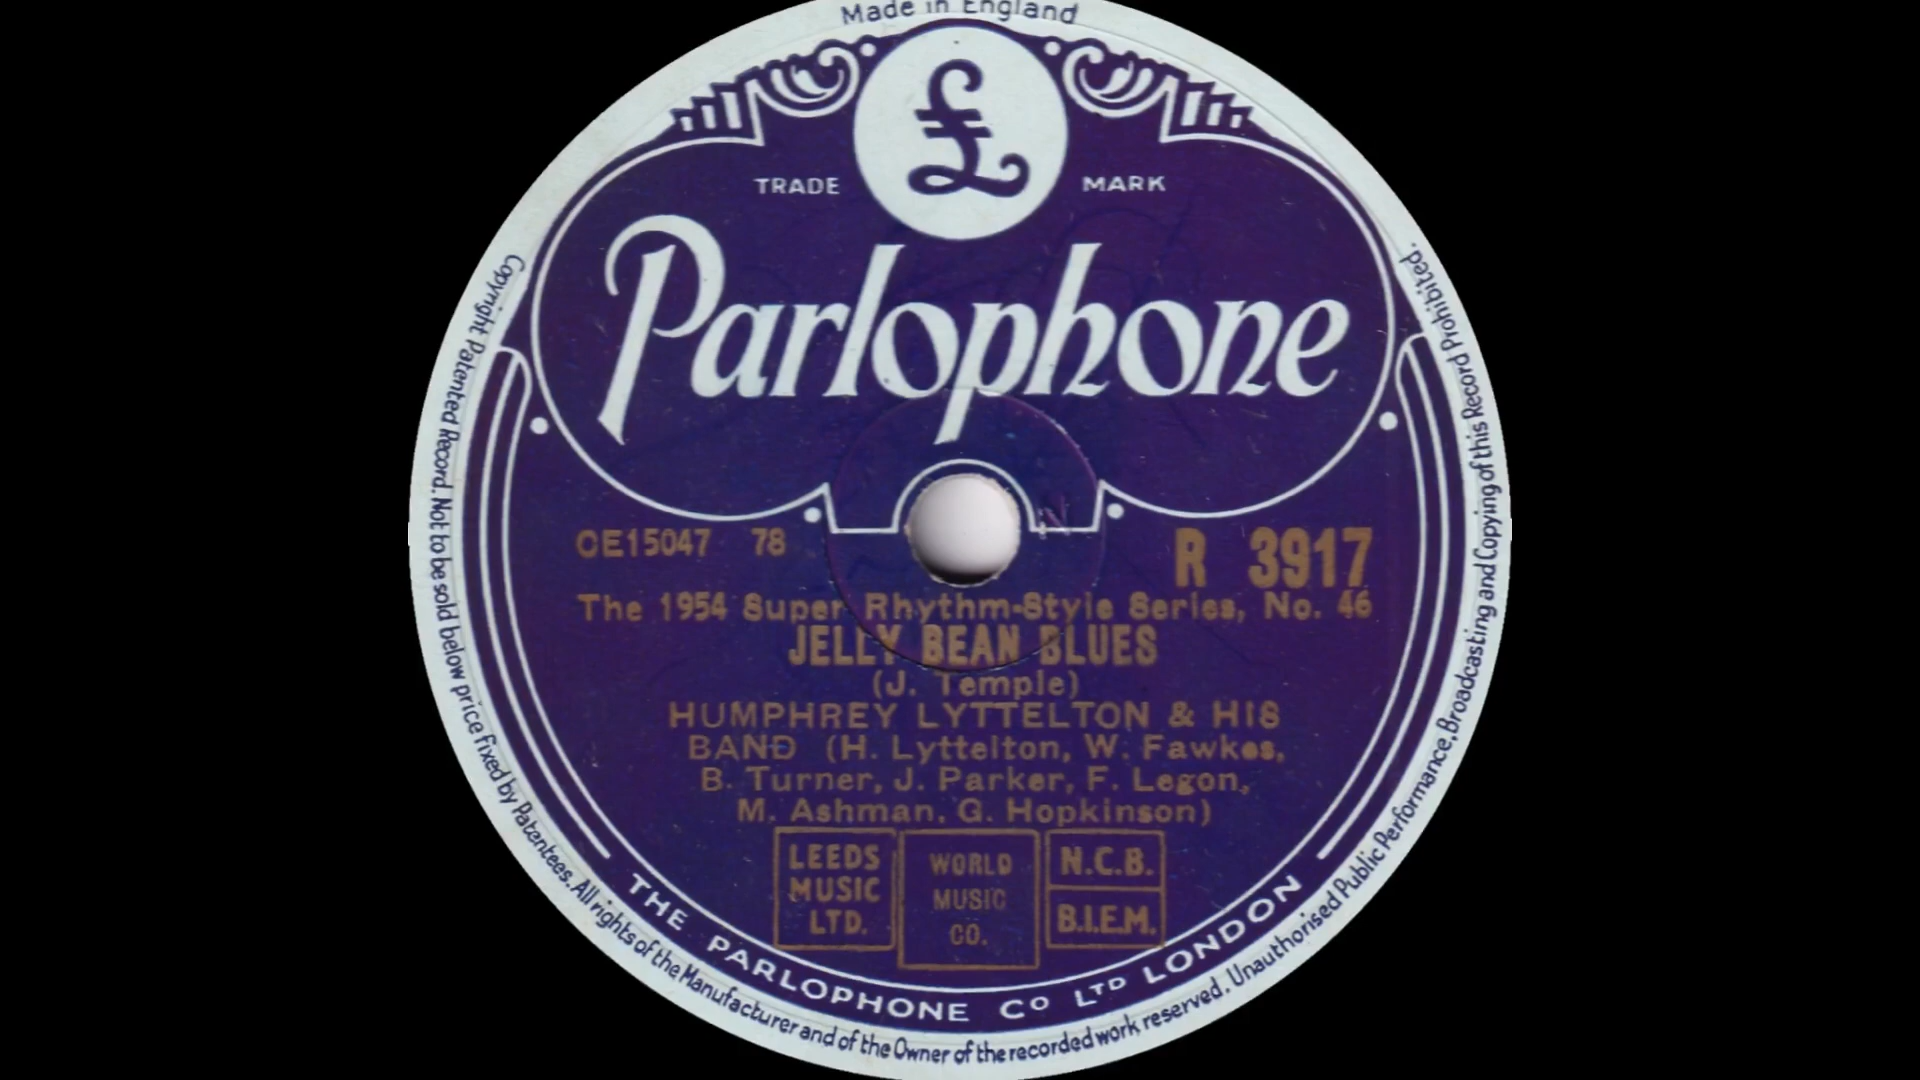 Made in England
£
TRADE MARK
Parlophone
CE15047 78
R 3917
The 1954 Super Rhythm-Style Series, No. 46
JELLY BEAN BLUES
(J. Temple)
HUMPHREY LYTTELTON & HIS
BAND (H. Lyttelton, W. Fawkes,
B. Turner, J. Parker, F. Legon,
M. Ashman, G. Hopkinson)
LEEDS
MUSIC
LTD.
WORLD
MUSIC
CO.
N.C.B.
B.I.E.M.
THE PARLOPHONE CO LTD LONDON
Copyright Patented Record. Not to be sold below price fixed by Patentees. All rights of the Manufacturer and of the Owner of the recorded work reserved. Unauthorised Public Performance, Broadcasting and Copying of this Record Prohibited.